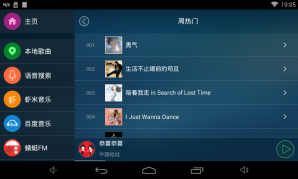 N/A
19:05
主页
本地歌曲
语音搜索
虾米音乐
百度音乐
蜻蜓FM
周热门
001 勇气
002 生活不止眼前的苟且
003 陪着我走 in Search of Lost Time
004 I Just Wanna Dance
恭喜恭喜
中国娃娃